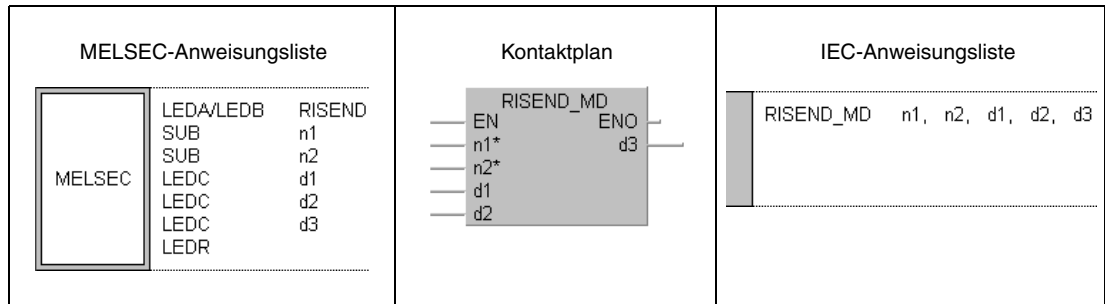 MELSEC-Anweisungsliste
MELSEC
LEDA/LEDB RISEND
SUB n1
SUB n2
LEDC d1
LEDC d2
LEDC d3
LEDR
Kontaktplan
RISEND_MD
EN ENO
n1* d3
n2*
d1
d2
IEC-Anweisungsliste
RISEND_MD n1, n2, d1, d2, d3